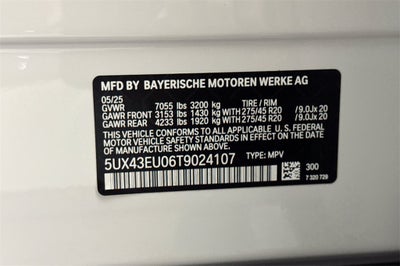 MFD BY BAYERISCHE MOTOREN WERKE AG
05/25 TIRE / RIM
GVWR 7055 lbs 3200 kg
GAWR FRONT 3153 lbs 1430 kg WITH 275/45 R20 / 9.0Jx 20
GAWR REAR 4233 lbs 1920 kg WITH 275/45 R20 / 9.0Jx 20
THIS VEHICLE CONFORMS TO ALL APPLICABLE U. S. FEDERAL
MOTOR VEHICLE SAFETY STANDARDS IN EFFECT ON THE
DATE OF MANUFACTURE SHOWN ABOVE.
5UX43EU06T9024107 TYPE: MPV
300
7 320 729